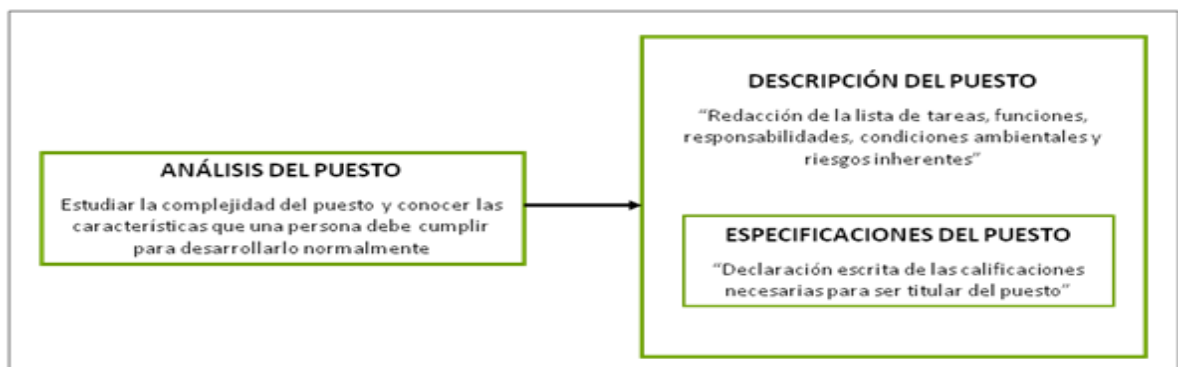 ANÁLISIS DEL PUESTO
Estudiar la complejidad del puesto y conocer las
características que una persona debe cumplir
para desarrollarlo normalmente
DESCRIPCIÓN DEL PUESTO
“Redacción de la lista de tareas, funciones,
responsabilidades, condiciones ambientales y
riesgos inherentes”
ESPECIFICACIONES DEL PUESTO
“Declaración escrita de las calificaciones
necesarias para ser titular del puesto”